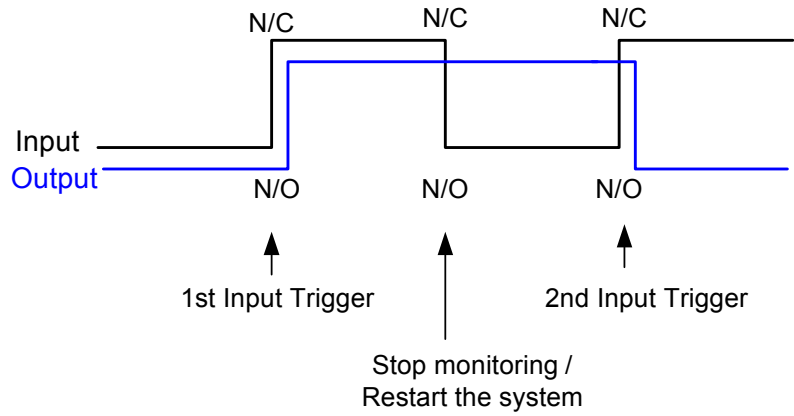 N/C N/C N/C
Input
Output
N/O N/O N/O
1st Input Trigger 2nd Input Trigger
Stop monitoring /
Restart the system